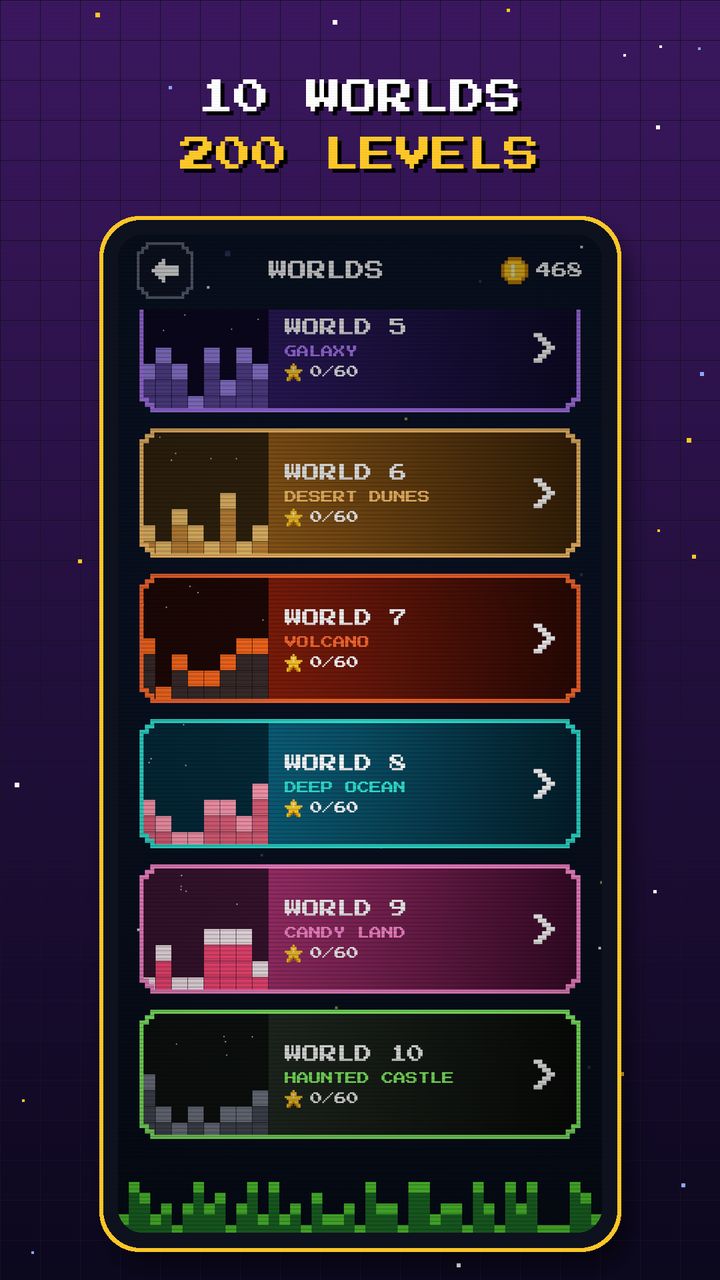 10 WORLDS
200 LEVELS
WORLDS
468
WORLD 5
GALAXY
0/60
WORLD 6
DESERT DUNES
0/60
WORLD 7
VOLCANO
0/60
WORLD 8
DEEP OCEAN
0/60
WORLD 9
CANDY LAND
0/60
WORLD 10
HAUNTED CASTLE
0/60